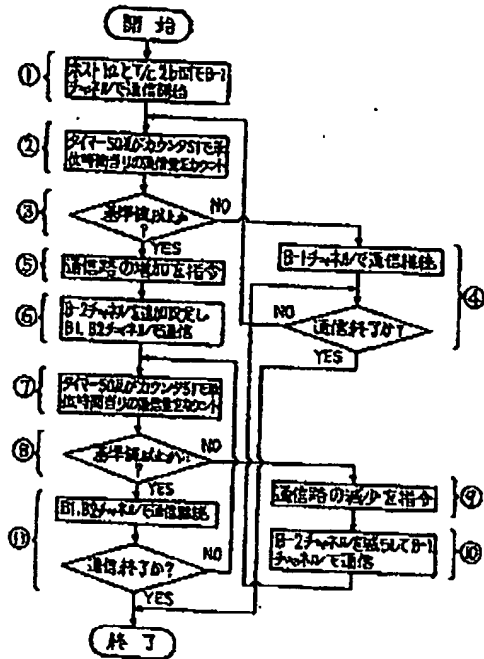 開始
①
ホスト12とT/E 2b間でB-1
チャネルで通信開始
②
タイマー50及びカウンタ51で単
位時間当りの通信量をカウント
③
基準値以上か
?
NO
YES
④
B-1チャネルで通信継続
通信終了か?
NO
YES
⑤
通信路の増加を指令
⑥
B-2チャネルを追加設定し
B1,B2チャネルで通信
⑦
タイマー50及びカウンタ51で単
位時間当りの通信量をカウント
⑧
基準値以上か
?
NO
YES
⑨
通信路の減少を指令
⑩
B-2チャネルを減らしてB-1
チャネルで通信
⑪
B1,B2チャネルで通信継続
通信終了か?
NO
YES
終了